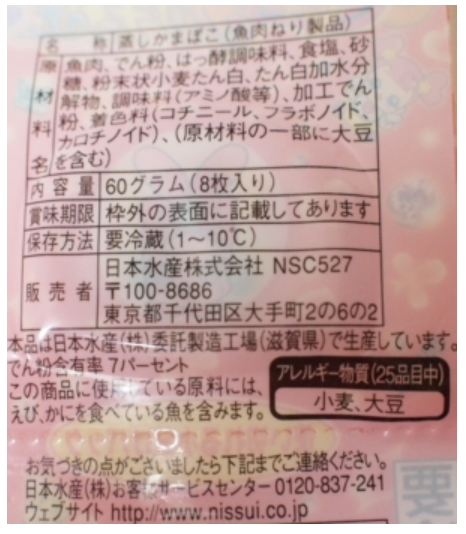 名 称 蒸しかまぼこ(魚肉ねり製品)
原材料名 魚肉、でん粉、はっ酵調味料、食塩、砂
糖、粉末状小麦たん白、たん白加水分
解物、調味料(アミノ酸等)、加工でん
粉、着色料(コチニール、フラボノイド、
カロチノイド)、(原材料の一部に大豆
を含む)
内容量 60グラム(8枚入り)
賞味期限 枠外の表面に記載してあります
保存方法 要冷蔵(1~10℃)
販売者 日本水産株式会社 NSC527
〒100-8686
東京都千代田区大手町2の6の2
本品は日本水産(株)委託製造工場(滋賀県)で生産しています。
でん粉含有率 7パーセント
この商品に使用している原料には、
えび、かにを食べている魚を含みます。
アレルギー物質(25品目中)
小麦、大豆
お気づきの点がございましたら下記までご連絡ください。
日本水産(株)お客様サービスセンター 0120-837-241
ウェブサイト http://www.nissui.co.jp
要